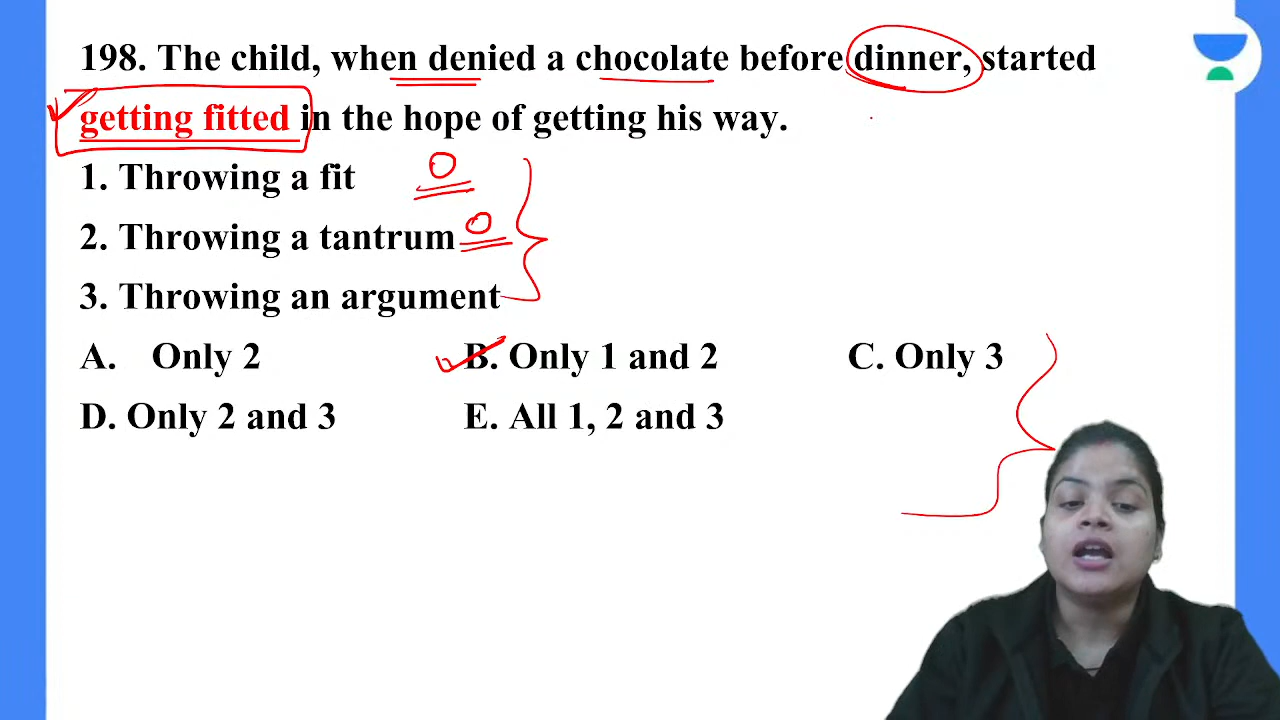 198. The child, when denied a chocolate before dinner, started
getting fitted in the hope of getting his way.
1. Throwing a fit
2. Throwing a tantrum
3. Throwing an argument
A. Only 2 B. Only 1 and 2 C. Only 3
D. Only 2 and 3 E. All 1, 2 and 3